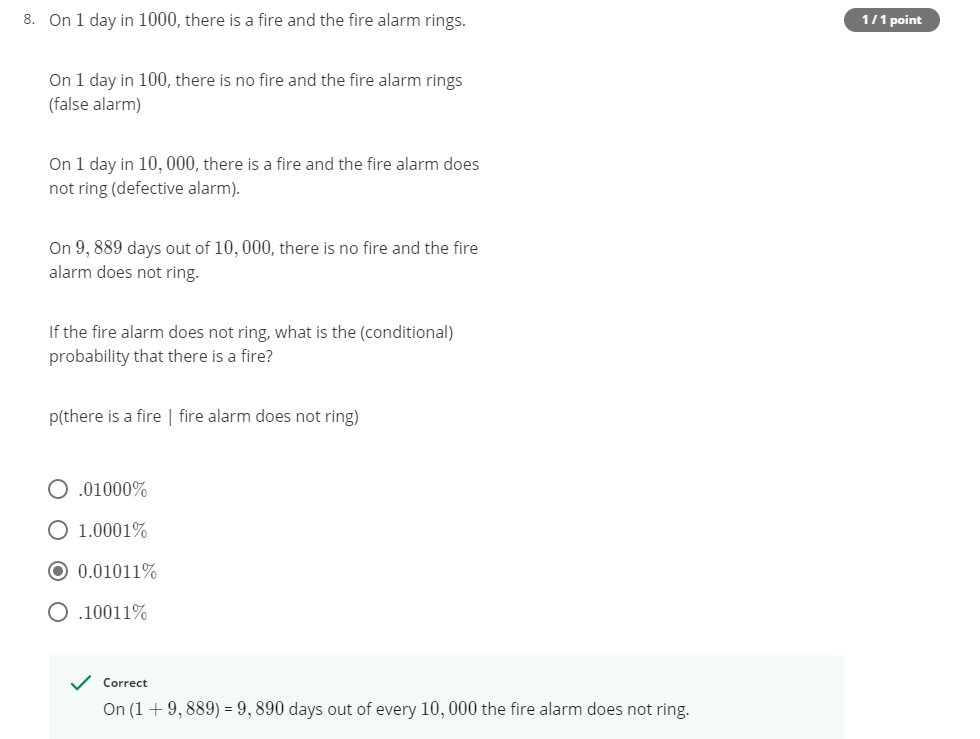 8. On 1 day in 1000, there is a fire and the fire alarm rings.
1 / 1 point
On 1 day in 100, there is no fire and the fire alarm rings
(false alarm)
On 1 day in 10, 000, there is a fire and the fire alarm does
not ring (defective alarm).
On 9, 889 days out of 10, 000, there is no fire and the fire
alarm does not ring.
If the fire alarm does not ring, what is the (conditional)
probability that there is a fire?
p(there is a fire | fire alarm does not ring)
.01000%
1.0001%
0.01011%
.10011%
Correct
On (1 + 9, 889) = 9, 890 days out of every 10, 000 the fire alarm does not ring.